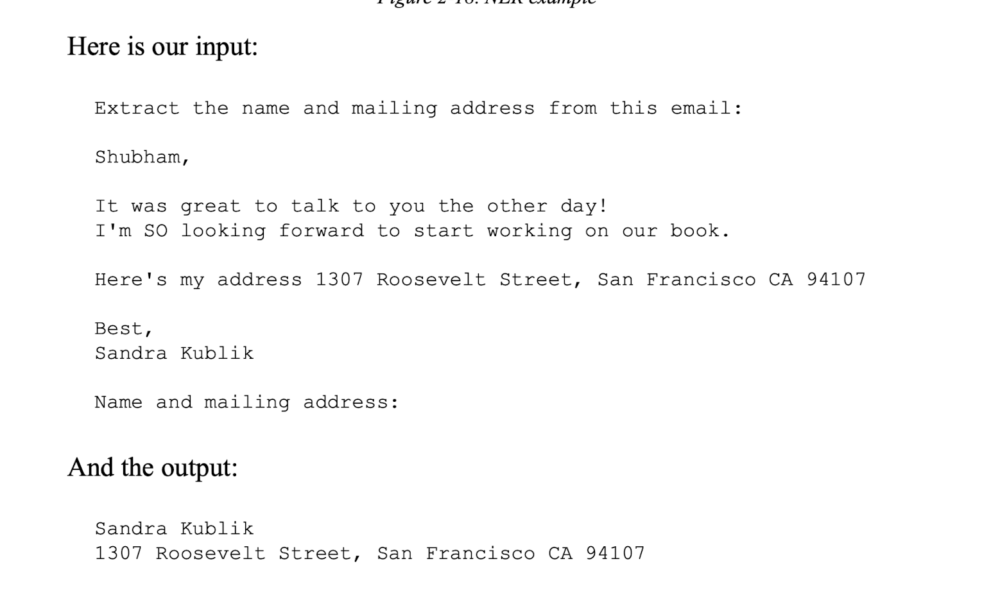 Figure 2-18. NER example
Here is our input:
Extract the name and mailing address from this email:
Shubham,
It was great to talk to you the other day!
I'm SO looking forward to start working on our book.
Here's my address 1307 Roosevelt Street, San Francisco CA 94107
Best,
Sandra Kublik
Name and mailing address:
And the output:
Sandra Kublik
1307 Roosevelt Street, San Francisco CA 94107